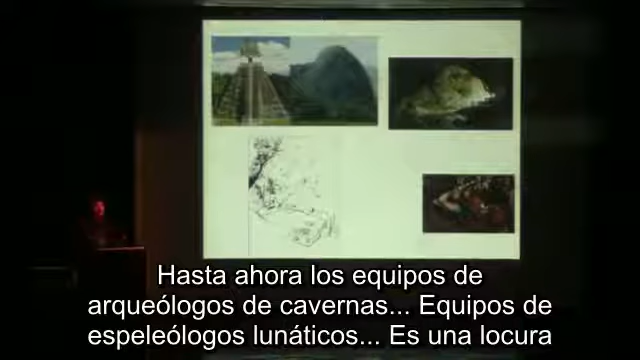 Hasta ahora los equipos de
arqueólogos de cavernas... Equipos de
espeleólogos lunáticos... Es una locura